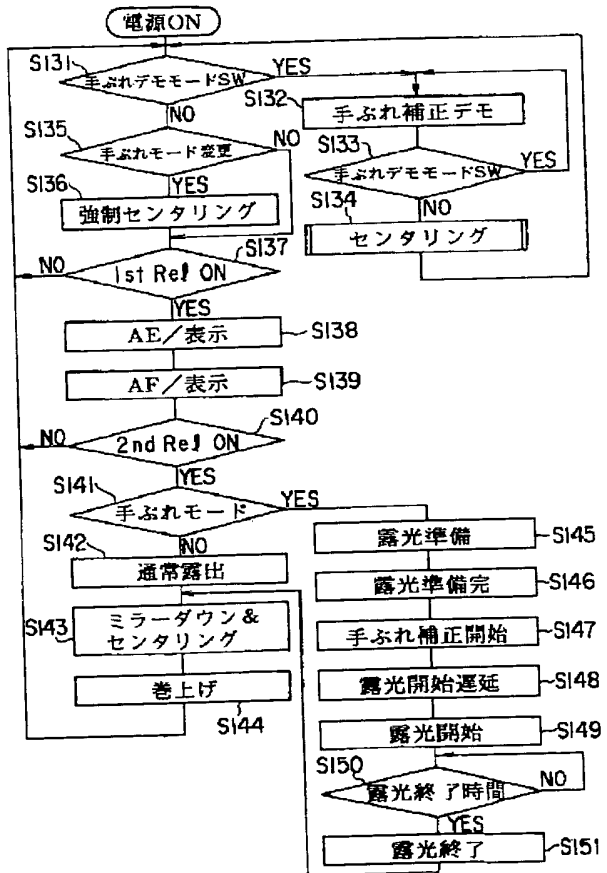 電源ON
S131
手ぶれデモモードSW
YES
NO
S132
手ぶれ補正デモ
S133
手ぶれデモモードSW
YES
NO
S134
センタリング
S135
手ぶれモード変更
NO
YES
S136
強制センタリング
S137
1st Rel ON
NO
YES
AE/表示
S138
AF/表示
S139
S140
2nd Rel ON
NO
YES
S141
手ぶれモード
YES
NO
S142
通常露出
S143
ミラーダウン&
センタリング
巻上げ
S144
露光準備
S145
露光準備完
S146
手ぶれ補正開始
S147
露光開始遅延
S148
露光開始
S149
S150
露光終了時間
NO
YES
露光終了
S151